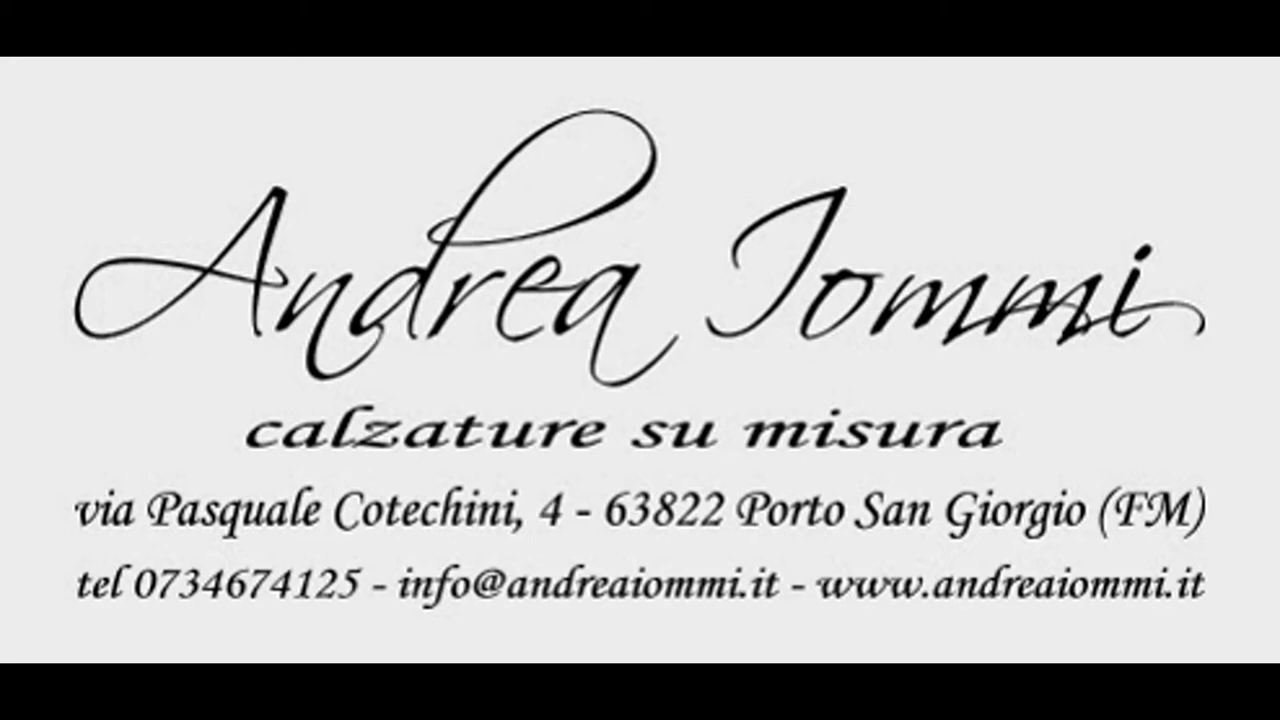 Andrea Iommi
calzature su misura
via Pasquale Cotechini, 4 - 63822 Porto San Giorgio (FM)
tel 0734674125 - info@andreaiommi.it - www.andreaiommi.it